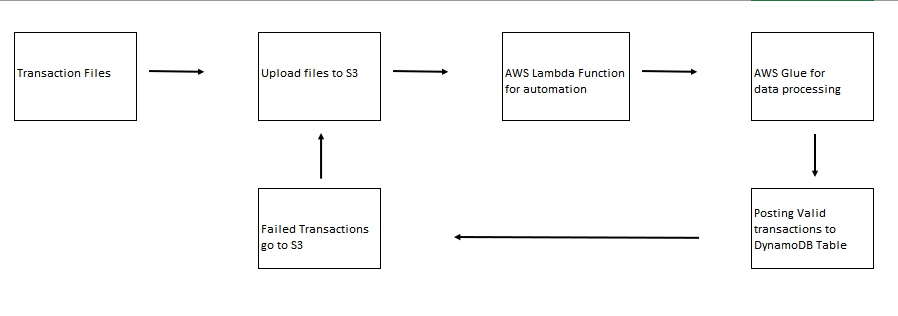 Transaction Files
Upload files to S3
AWS Lambda Function
for automation
AWS Glue for
data processing
Failed Transactions
go to S3
Posting Valid
transactions to
DynamoDB Table